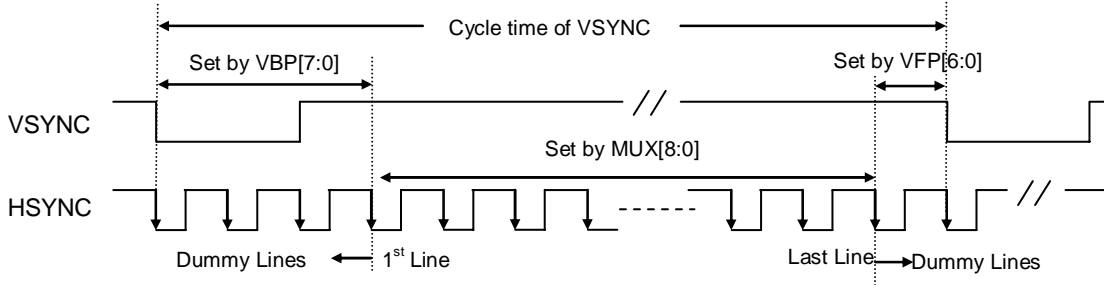 Cycle time of VSYNC
Set by VBP[7:0]
Set by VFP[6:0]
VSYNC
Set by MUX[8:0]
HSYNC
Dummy Lines
1st Line
Last Line
Dummy Lines